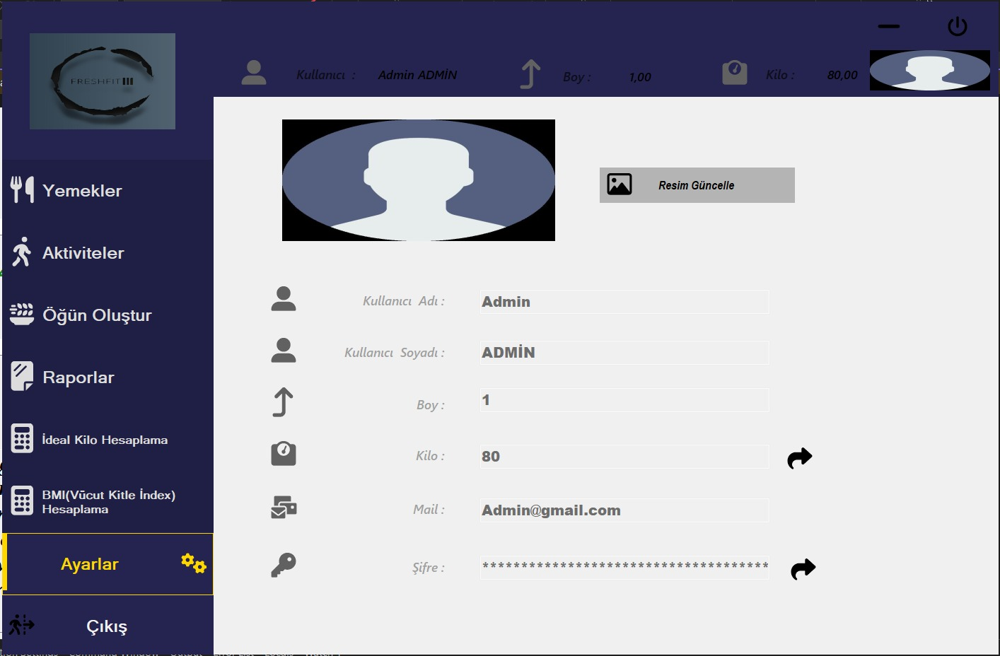 FRESHFIT
Kullanıcı :
Admin ADMİN
Boy :
1,00
Kilo :
80,00
Yemekler
Aktiviteler
Öğün Oluştur
Raporlar
İdeal Kilo Hesaplama
BMI(Vücut Kitle İndex)
Hesaplama
Ayarlar
Çıkış
Resim Güncelle
Kullanıcı Adı :
Admin
Kullanıcı Soyadı :
ADMİN
Boy :
1
Kilo :
80
Mail :
Admin@gmail.com
Şifre :
*************************************